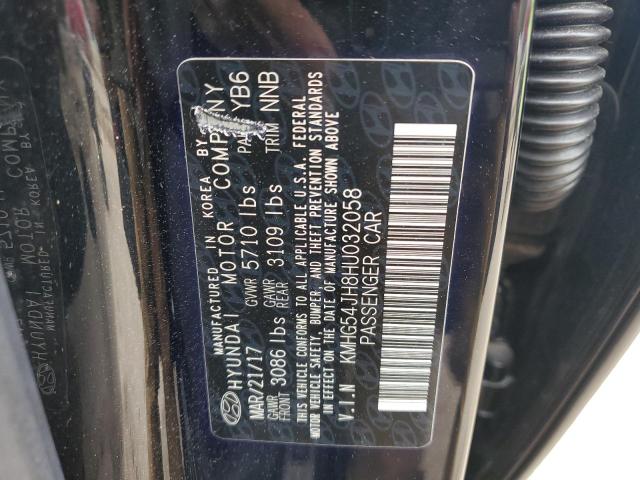 MANUFACTURED IN KOREA BY
HYUNDAI MOTOR COMPANY
MAR/21/17 GVWR 5710 lbs YB6
GAWR FRONT 3086 lbs GAWR REAR 3109 lbs TRIM NNB
THIS VEHICLE CONFORMS TO ALL APPLICABLE U.S.A. FEDERAL
MOTOR VEHICLE SAFETY, BUMPER, AND THEFT PREVENTION STANDARDS
IN EFFECT ON THE DATE OF MANUFACTURE SHOWN ABOVE
V.I.N KMHG54JH8HU032058
PASSENGER CAR